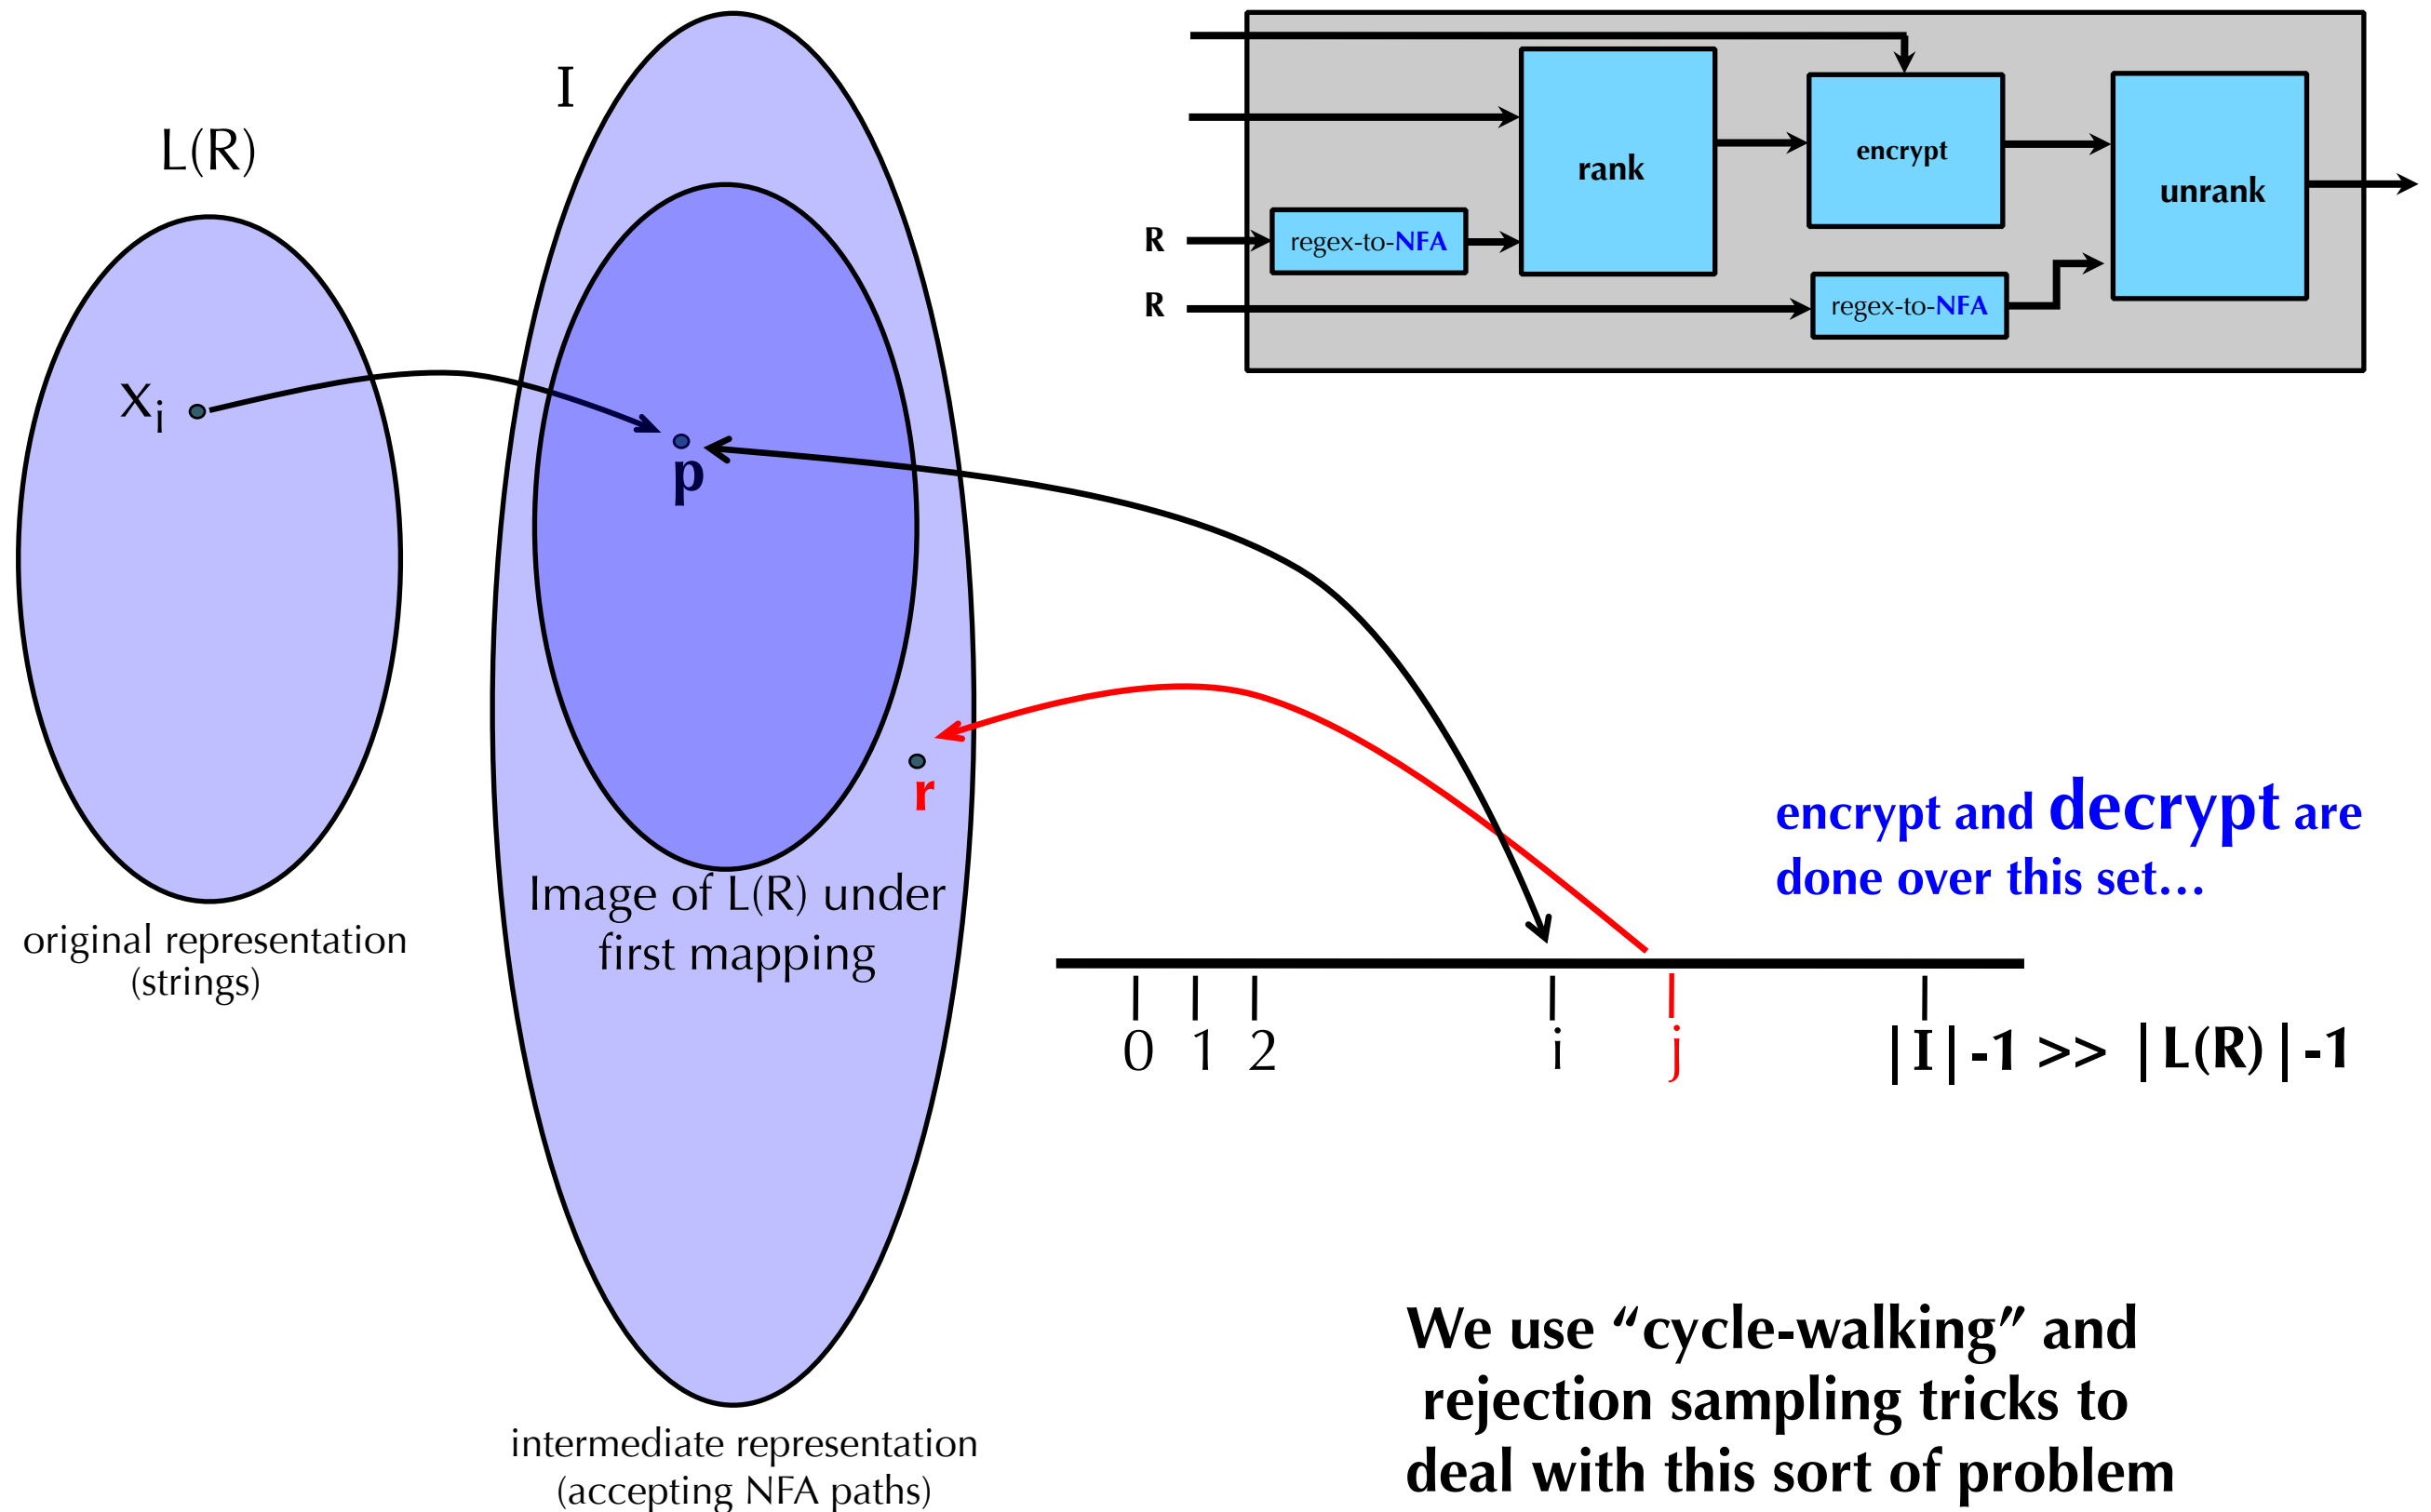 I
L(R)
rank
encrypt
unrank
R
regex-to-NFA
R
regex-to-NFA
xi
p
r
encrypt and decrypt are
done over this set…
Image of L(R) under
first mapping
original representation
(strings)
0 1 2 i j |I|-1 >> |L(R)|-1
We use “cycle-walking” and
rejection sampling tricks to
deal with this sort of problem
intermediate representation
(accepting NFA paths)